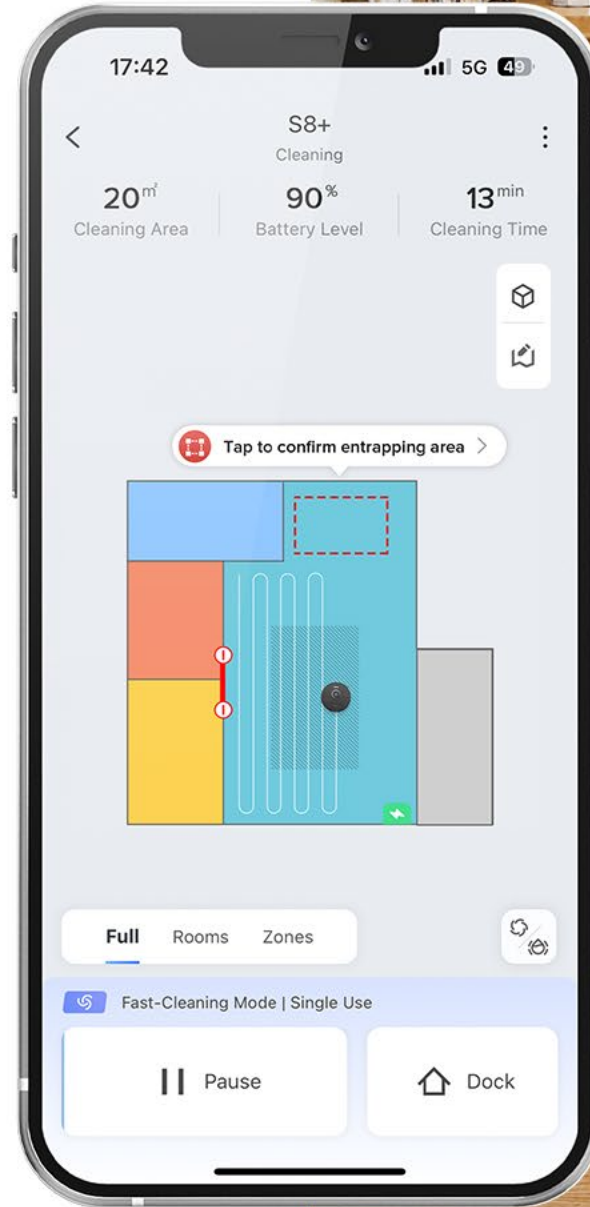 17:42
5G 49
S8+
Cleaning
20㎡ 90% 13min
Cleaning Area Battery Level Cleaning Time
Tap to confirm entrapping area
Full Rooms Zones
Fast-Cleaning Mode | Single Use
Pause
Dock